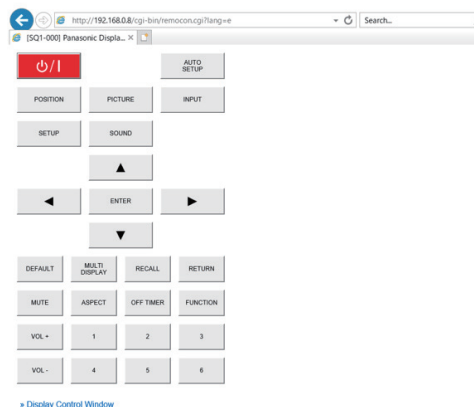 http://192.168.0.8/cgi-bin/remocon.cgi?lang=e
Search...
[SQ1-000] Panasonic Displa...
AUTO
SETUP
POSITION PICTURE INPUT
SETUP SOUND
ENTER
DEFAULT MULTI DISPLAY RECALL RETURN
MUTE ASPECT OFF TIMER FUNCTION
VOL + 1 2 3
VOL - 4 5 6
» Display Control Window